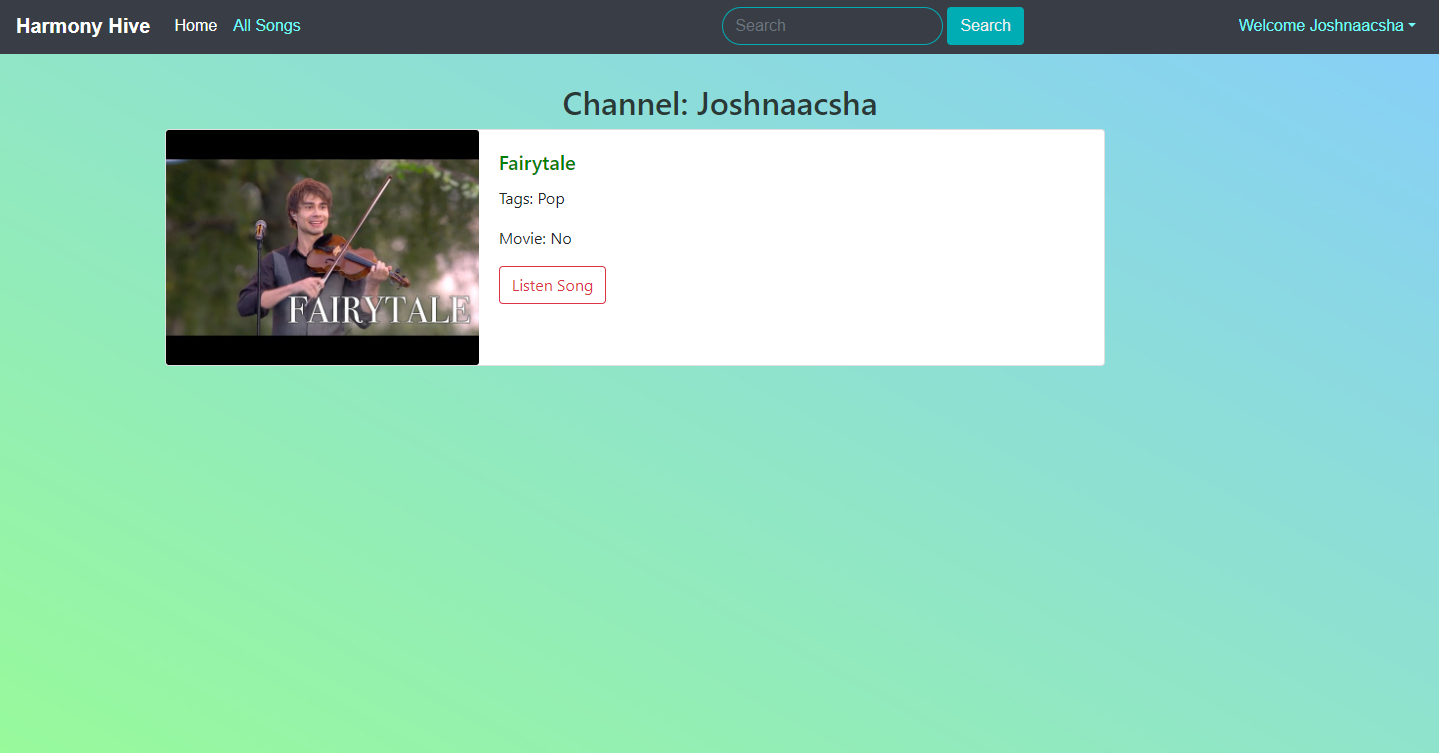 Harmony Hive Home All Songs Search Search Welcome Joshnaacsha
Channel: Joshnaacsha
Fairytale
Tags: Pop
Movie: No
Listen Song
FAIRYTALE